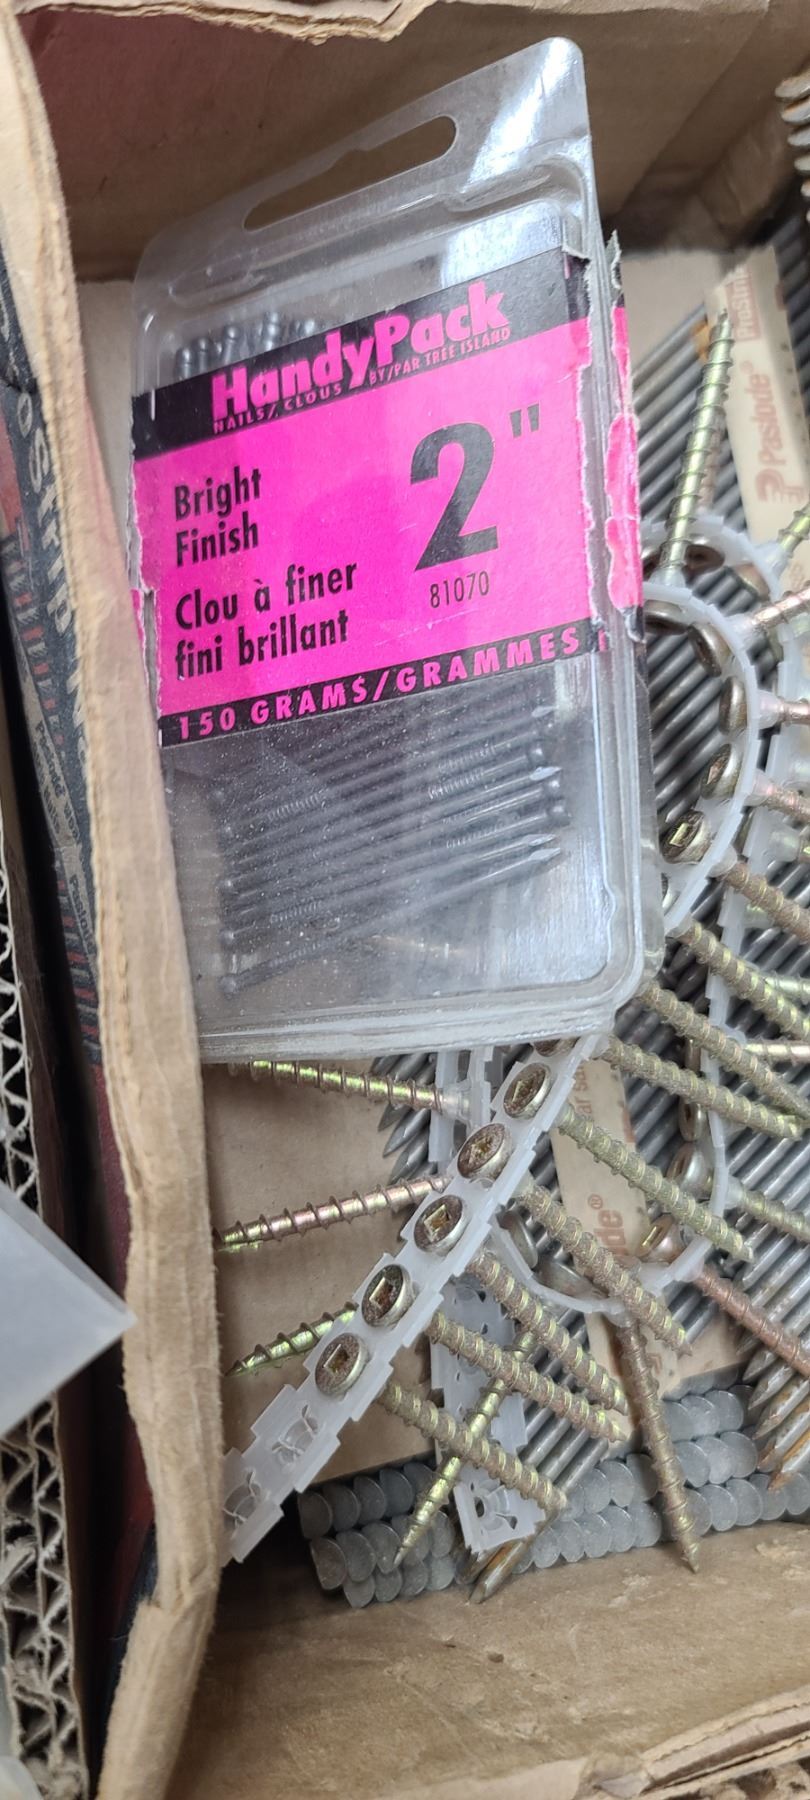 HandyPack
NAILS/CLOUS BY/PAR TREE ISLAND
Bright
Finish
2"
81070
Clou à finer
fini brillant
150 GRAMS/GRAMMES
Paslode®